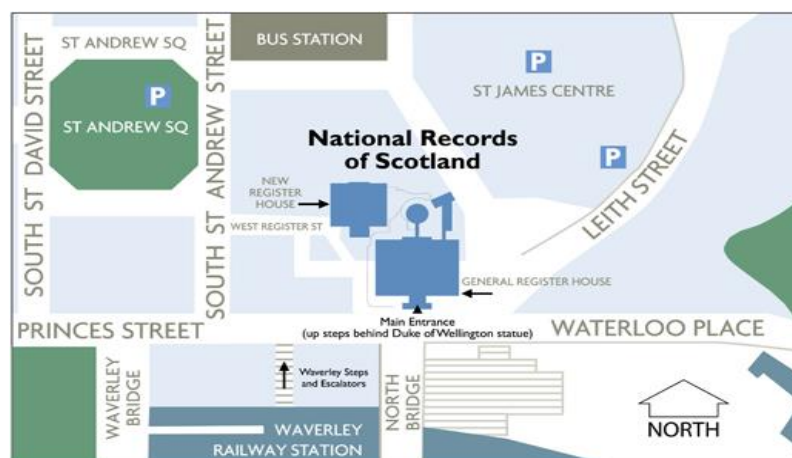 ST ANDREW SQ
BUS STATION
P
ST JAMES CENTRE
SOUTH ST DAVID STREET
P
ST ANDREW SQ
SOUTH ST ANDREW STREET
National Records
of Scotland
P
LEITH STREET
NEW
REGISTER
HOUSE
WEST REGISTER ST
GENERAL REGISTER HOUSE
Main Entrance
(up steps behind Duke of Wellington statue)
PRINCES STREET
WATERLOO PLACE
WAVERLEY
BRIDGE
Waverley Steps
and Escalators
NORTH
BRIDGE
NORTH
WAVERLEY
RAILWAY STATION